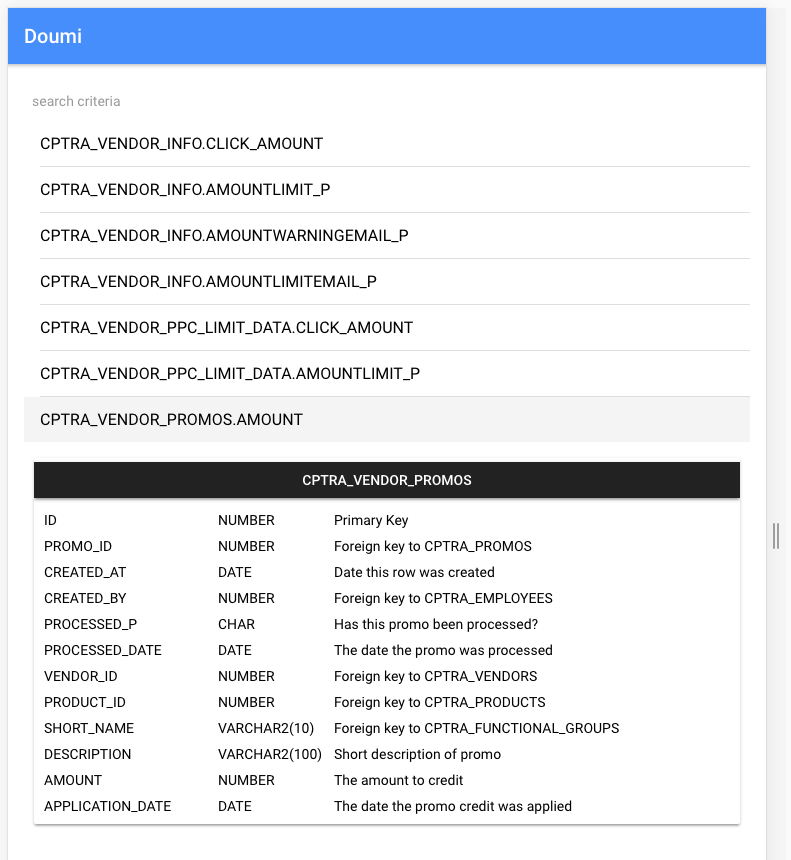 Doumi
search criteria
CPTRA_VENDOR_INFO.CLICK_AMOUNT
CPTRA_VENDOR_INFO.AMOUNTLIMIT_P
CPTRA_VENDOR_INFO.AMOUNTWARNINGEMAIL_P
CPTRA_VENDOR_INFO.AMOUNTLIMITEMAIL_P
CPTRA_VENDOR_PPC_LIMIT_DATA.CLICK_AMOUNT
CPTRA_VENDOR_PPC_LIMIT_DATA.AMOUNTLIMIT_P
CPTRA_VENDOR_PROMOS.AMOUNT
CPTRA_VENDOR_PROMOS
ID NUMBER Primary Key
PROMO_ID NUMBER Foreign key to CPTRA_PROMOS
CREATED_AT DATE Date this row was created
CREATED_BY NUMBER Foreign key to CPTRA_EMPLOYEES
PROCESSED_P CHAR Has this promo been processed?
PROCESSED_DATE DATE The date the promo was processed
VENDOR_ID NUMBER Foreign key to CPTRA_VENDORS
PRODUCT_ID NUMBER Foreign key to CPTRA_PRODUCTS
SHORT_NAME VARCHAR2(10) Foreign key to CPTRA_FUNCTIONAL_GROUPS
DESCRIPTION VARCHAR2(100) Short description of promo
AMOUNT NUMBER The amount to credit
APPLICATION_DATE DATE The date the promo credit was applied